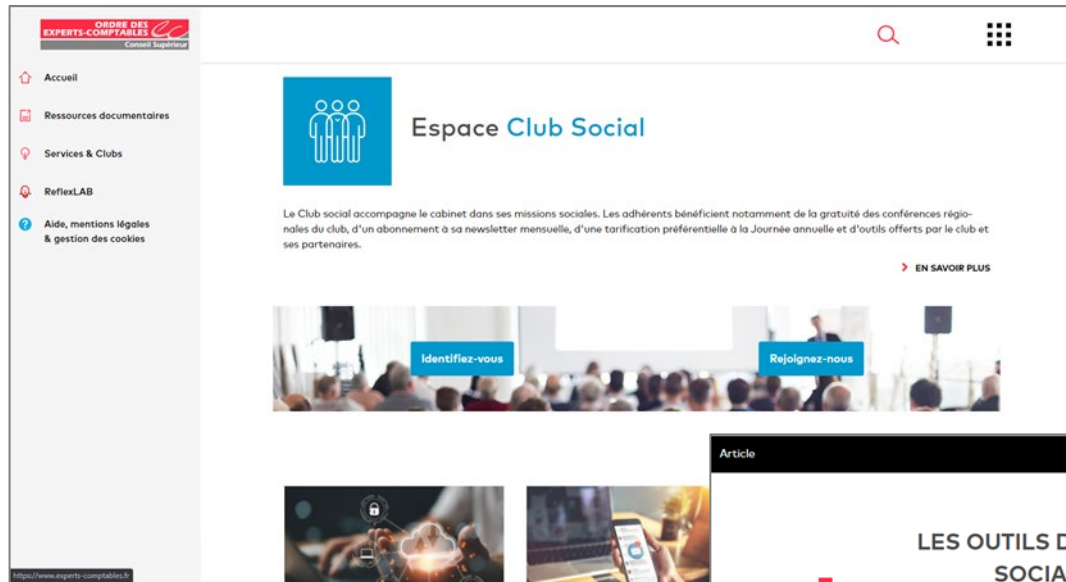 ORDRE DES
EXPERTS-COMPTABLES
Conseil Supérieur
Accueil
Ressources documentaires
Services & Clubs
ReflexLAB
Aide, mentions légales
& gestion des cookies
Espace Club Social
Le Club social accompagne le cabinet dans ses missions sociales. Les adhérents bénéficient notamment de la gratuité des conférences régio-
nales du club, d'un abonnement à sa newsletter mensuelle, d'une tarification préférentielle à la Journée annuelle et d'outils offerts par le club et
ses partenaires.
EN SAVOIR PLUS
Identifiez-vous
Rejoignez-nous
Article
LES OUTILS D
SOCIA
https://www.experts-comptables.fr